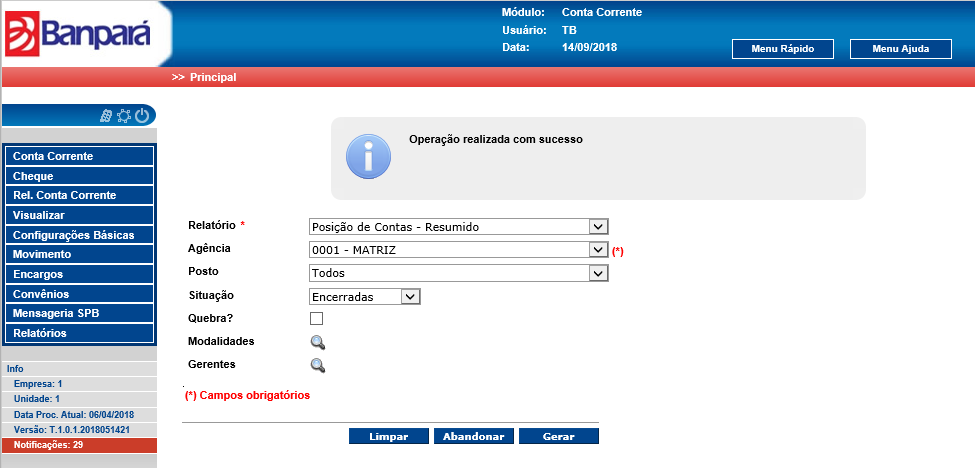 Banpará
Módulo: Conta Corrente
Usuário: TB
Data: 14/09/2018
Menu Rápido
Menu Ajuda
>> Principal
Conta Corrente
Cheque
Rel. Conta Corrente
Visualizar
Configurações Básicas
Movimento
Encargos
Convênios
Mensageria SPB
Relatórios
Info
Empresa: 1
Unidade: 1
Data Proc. Atual: 06/04/2018
Versão: T.1.0.1.2018051421
Notificações: 29
Operação realizada com sucesso
Relatório * Posição de Contas - Resumido
Agência 0001 - MATRIZ (*)
Posto Todos
Situação Encerradas
Quebra?
Modalidades
Gerentes
.
(*) Campos obrigatórios
Limpar Abandonar Gerar